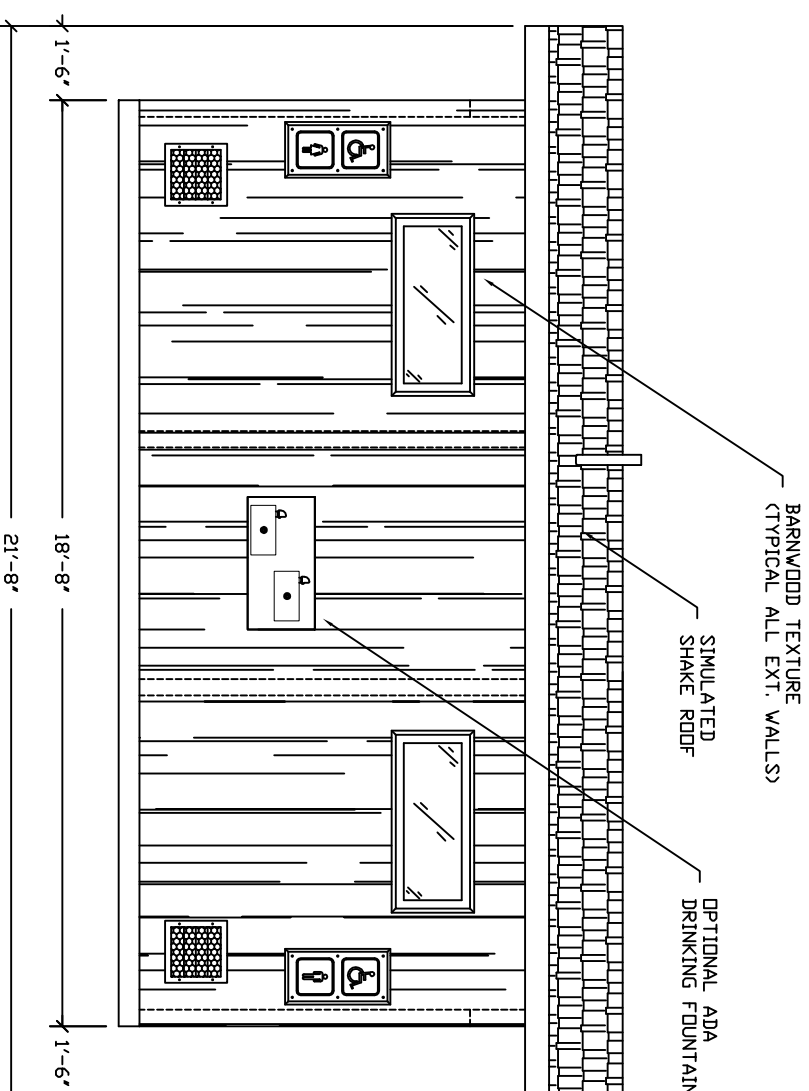 BARNWOOD TEXTURE
(TYPICAL ALL EXT. WALLS)
SIMULATED
SHAKE ROOF
OPTIONAL ADA
DRINKING FOUNTAIN
1'-6"
18'-8"
1'-6"
21'-8"